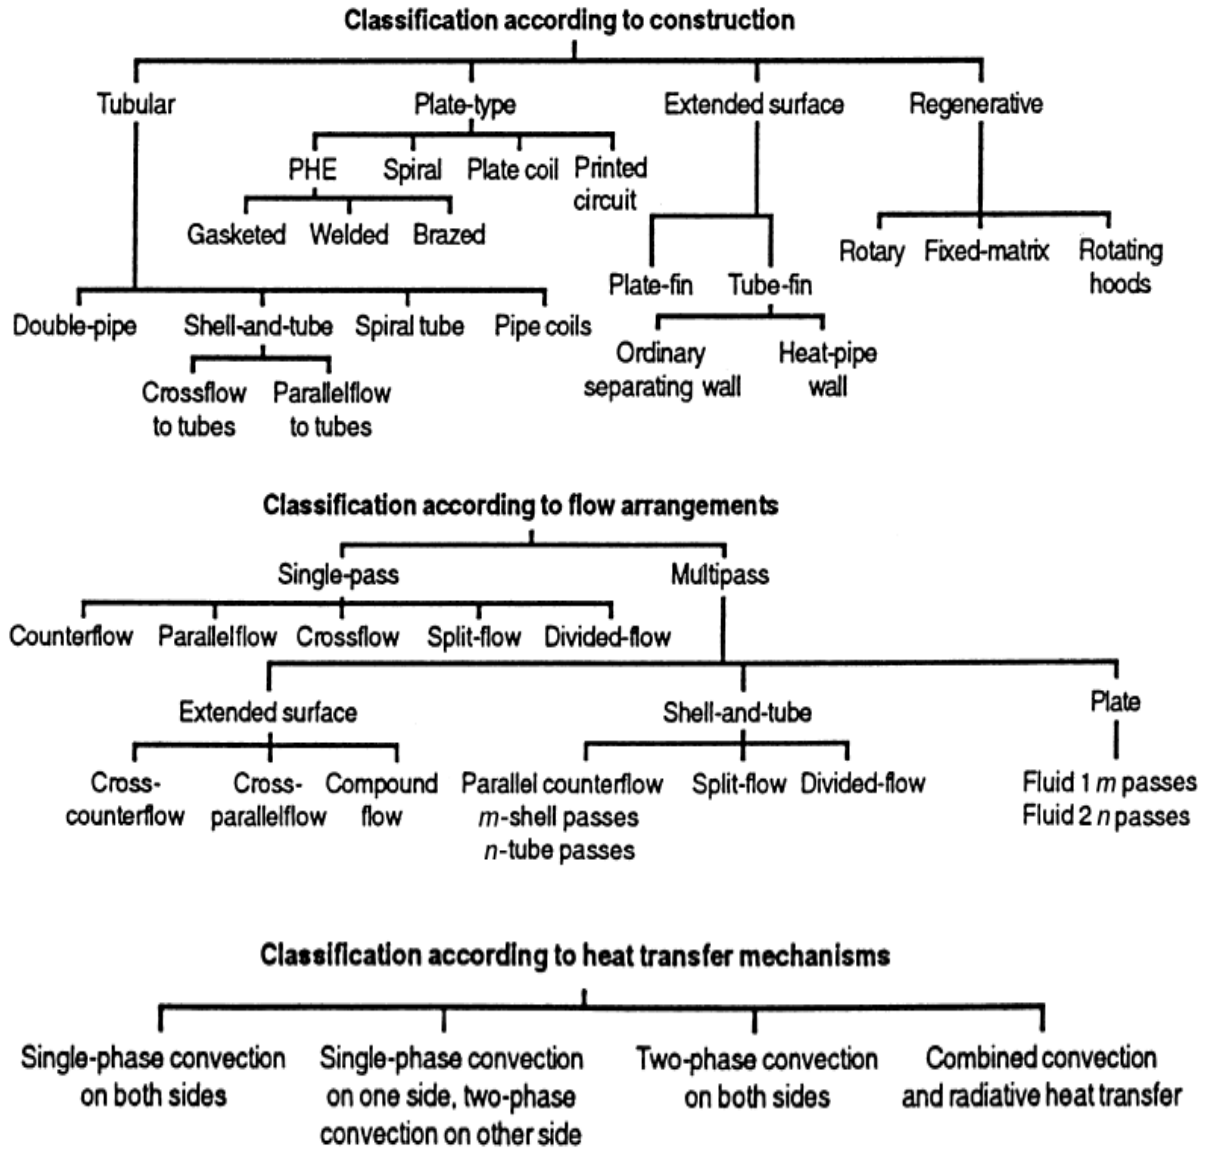 Classification according to construction
Tubular Plate-type Extended surface Regenerative
PHE Spiral Plate coil Printed
circuit
Gasketed Welded Brazed
Rotary Fixed-matrix Rotating
hoods
Plate-fin Tube-fin
Double-pipe Shell-and-tube Spiral tube Pipe coils
Ordinary
separating wall
Heat-pipe
wall
Crossflow
to tubes
Parallelflow
to tubes
Classification according to flow arrangements
Single-pass Multipass
Counterflow Parallelflow Crossflow Split-flow Divided-flow
Extended surface Shell-and-tube Plate
Cross-
counterflow
Cross-
parallelflow
Compound
flow
Parallel counterflow
m-shell passes
n-tube passes
Split-flow Divided-flow
Fluid 1 m passes
Fluid 2 n passes
Classification according to heat transfer mechanisms
Single-phase convection
on both sides
Single-phase convection
on one side, two-phase
convection on other side
Two-phase convection
on both sides
Combined convection
and radiative heat transfer